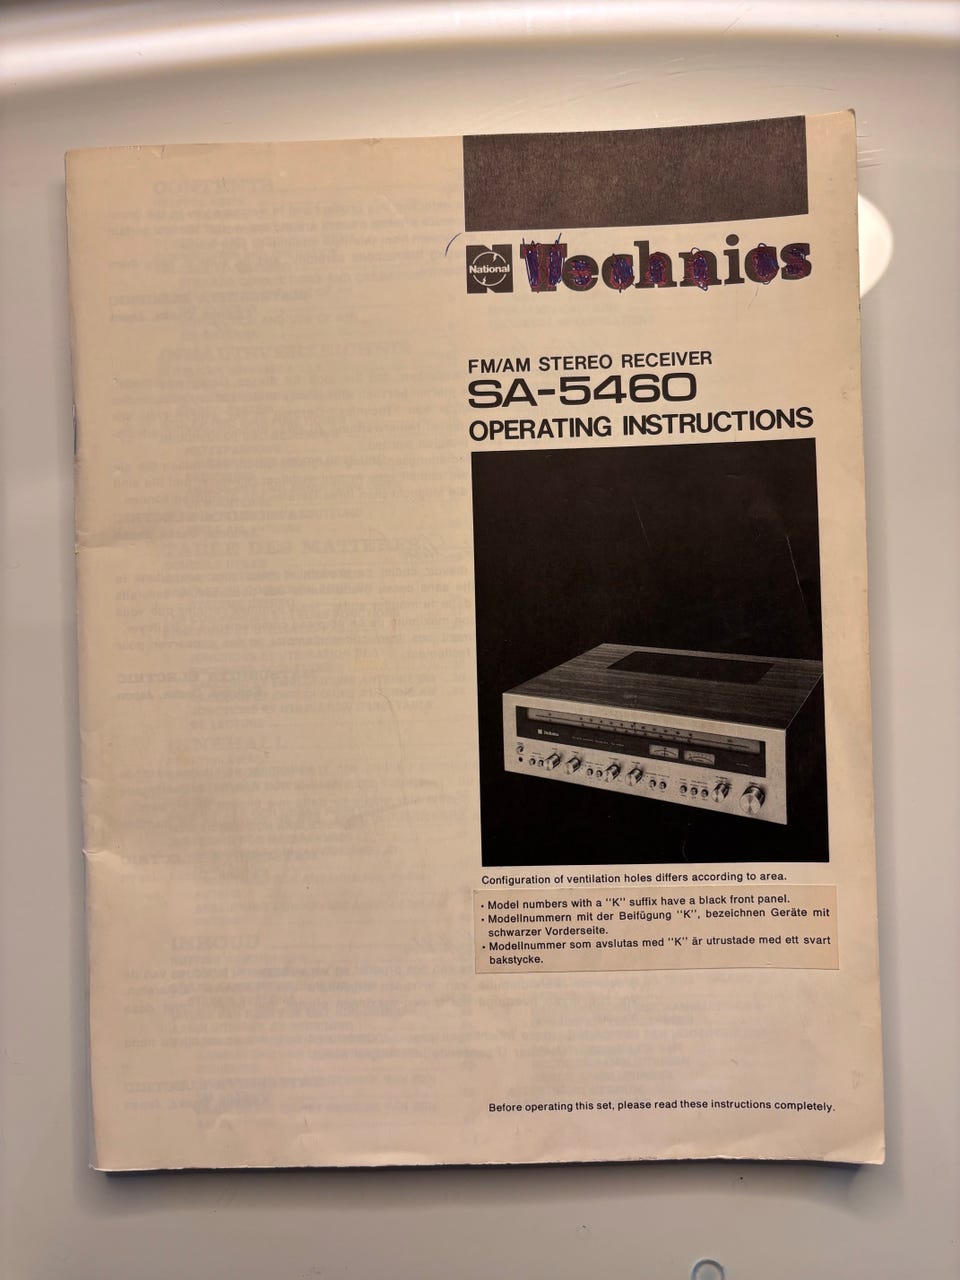 National Technics
FM/AM STEREO RECEIVER
SA-5460
OPERATING INSTRUCTIONS
Technics
Configuration of ventilation holes differs according to area.
• Model numbers with a "K" suffix have a black front panel.
• Modellnummern mit der Beifügung "K", bezeichnen Geräte mit
schwarzer Vorderseite.
• Modellnummer som avslutas med "K" är utrustade med ett svart
bakstycke.
Before operating this set, please read these instructions completely.